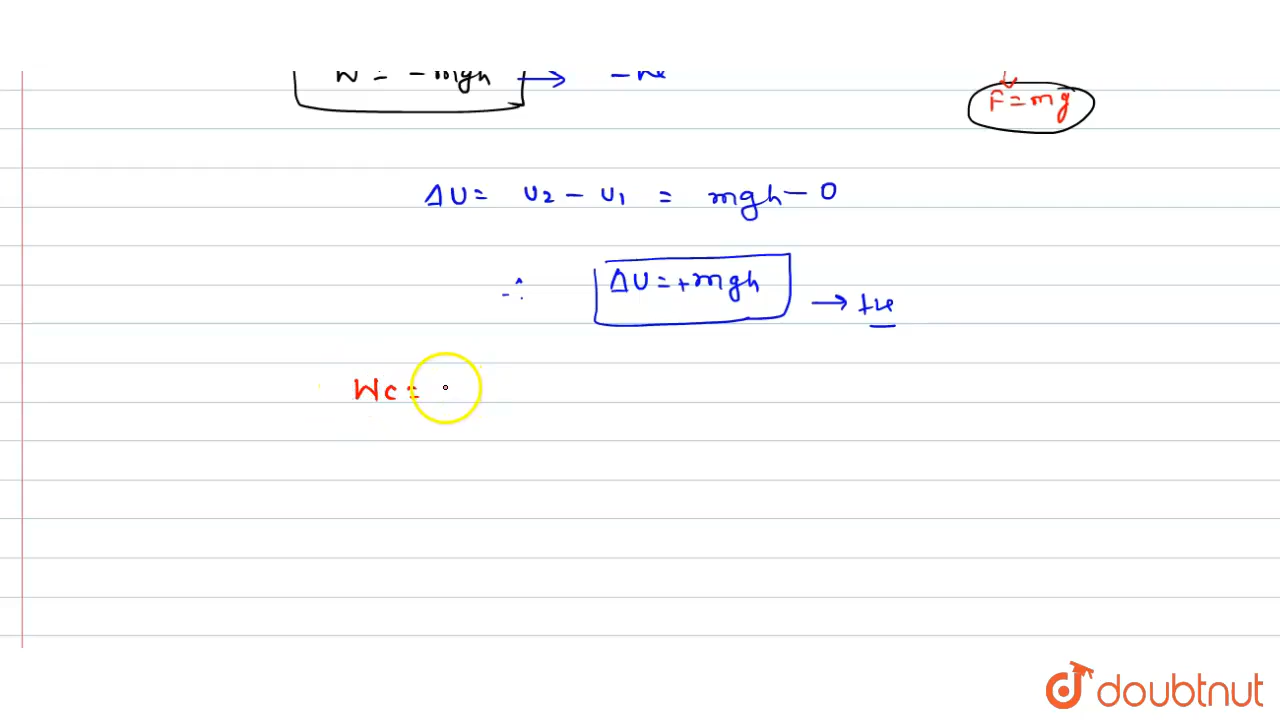 W = - mgh → - ve
F = mg
ΔU = U2 - U1 = mgh - 0
∴ ΔU = + mgh → +ve
Wc =
doubtnut